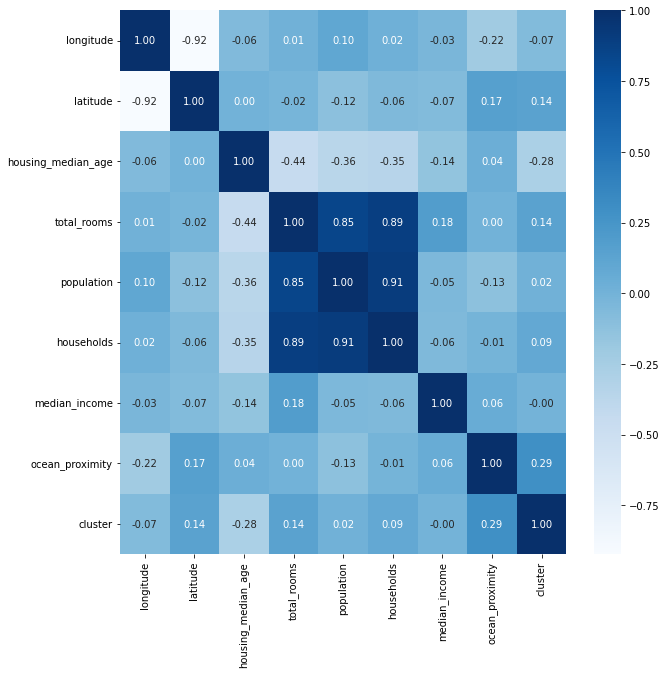 longitude 1.00 -0.92 -0.06 0.01 0.10 0.02 -0.03 -0.22 -0.07
latitude -0.92 1.00 0.00 -0.02 -0.12 -0.06 -0.07 0.17 0.14
housing_median_age -0.06 0.00 1.00 -0.44 -0.36 -0.35 -0.14 0.04 -0.28
total_rooms 0.01 -0.02 -0.44 1.00 0.85 0.89 0.18 0.00 0.14
population 0.10 -0.12 -0.36 0.85 1.00 0.91 -0.05 -0.13 0.02
households 0.02 -0.06 -0.35 0.89 0.91 1.00 -0.06 -0.01 0.09
median_income -0.03 -0.07 -0.14 0.18 -0.05 -0.06 1.00 0.06 -0.00
ocean_proximity -0.22 0.17 0.04 0.00 -0.13 -0.01 0.06 1.00 0.29
cluster -0.07 0.14 -0.28 0.14 0.02 0.09 -0.00 0.29 1.00
longitude
latitude
housing_median_age
total_rooms
population
households
median_income
ocean_proximity
cluster
1.00
0.75
0.50
0.25
0.00
−0.25
−0.50
−0.75